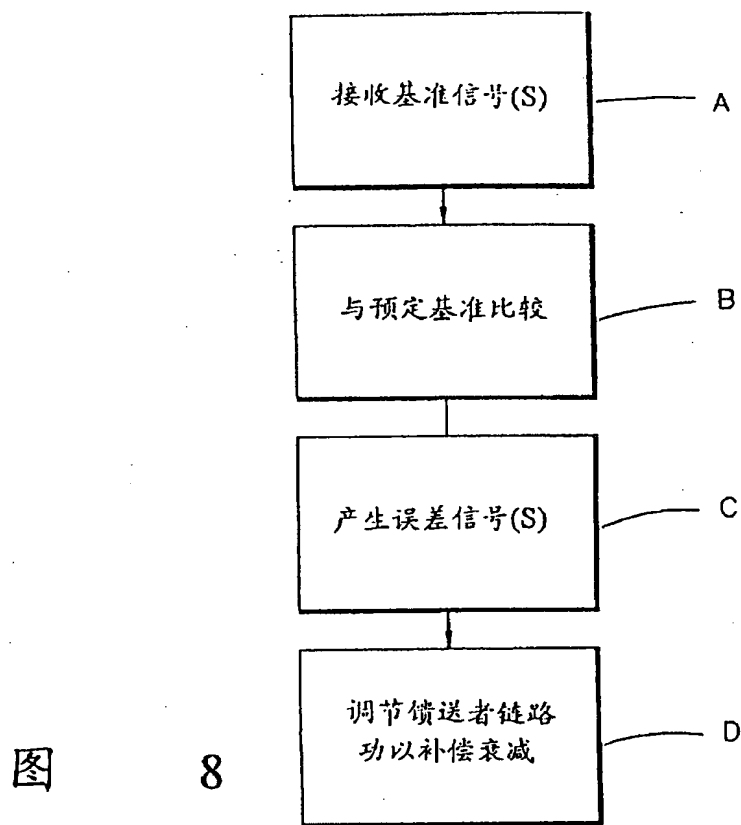 接收基准信号(S)
A
与预定基准比较
B
产生误差信号(S)
C
调节馈送者链路
功以补偿衰减
D
图 8